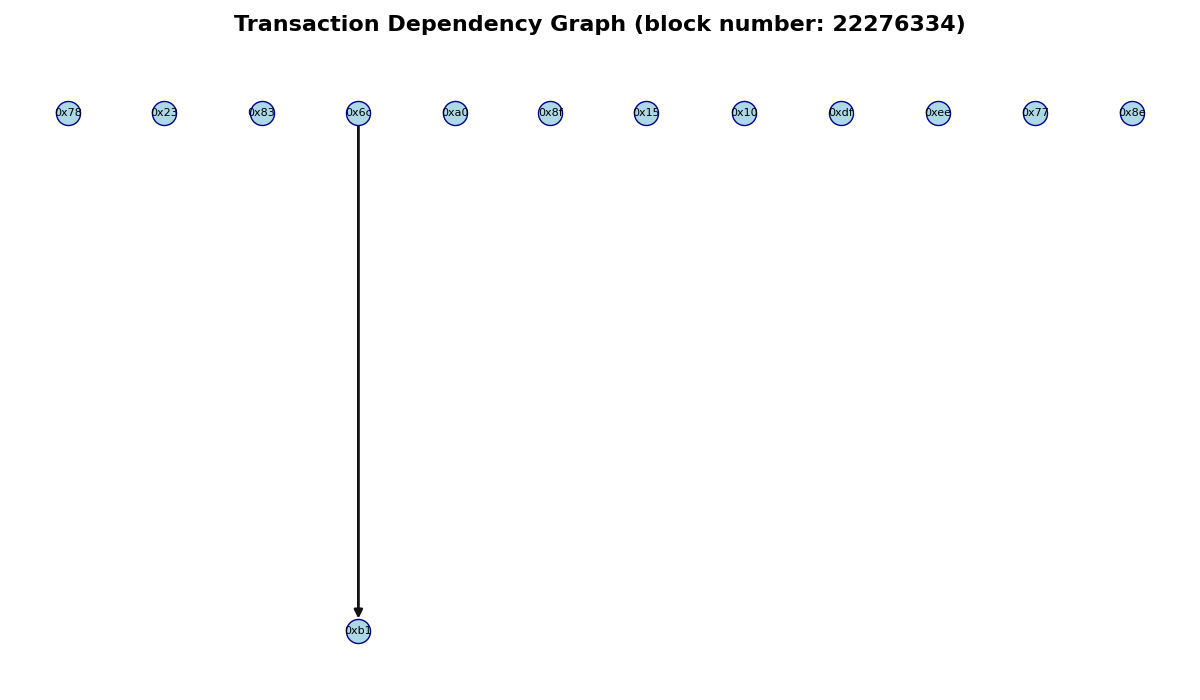 Transaction Dependency Graph (block number: 22276334)
0x78 0x23 0x83 0x6c 0xa0 0x8f 0x15 0x10 0xdf 0xee 0x77 0x8e
0xb1